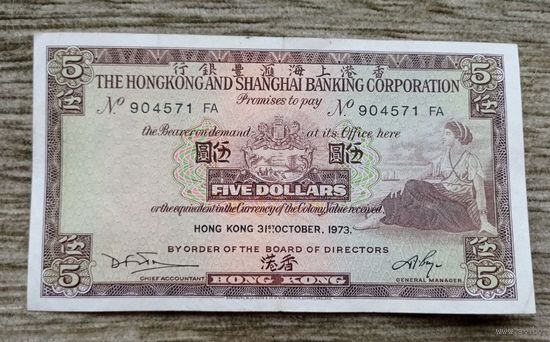 5 行銀豐滙海上港香 5
伍 THE HONGKONG AND SHANGHAI BANKING CORPORATION 伍
Promises to pay
No 904571 FA No 904571 FA
the Bearer on demand at its Office here
圓伍 圓伍
FIVE DOLLARS
or the equivalent in the Currency of the Colony Value received.
HONG KONG 31ST OCTOBER, 1973.
BY ORDER OF THE BOARD OF DIRECTORS
伍 港香 伍
CHIEF ACCOUNTANT GENERAL MANAGER
5 HONG KONG 5